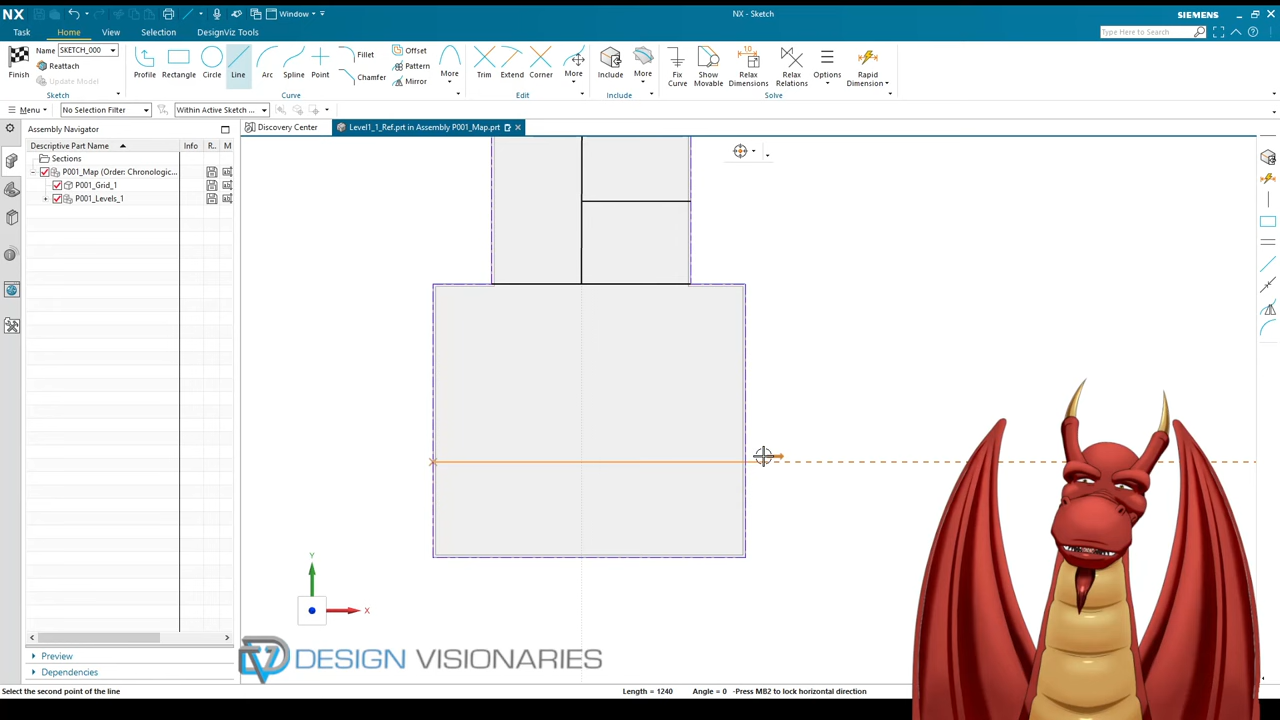 NX
Window
NX - Sketch
SIEMENS
Task
Home
View
Selection
DesignViz Tools
Type Here to Search
Finish
Name SKETCH_000
Reattach
Update Model
Sketch
Profile
Rectangle
Circle
Line
Arc
Spline
Point
Fillet
Chamfer
Offset
Pattern
Mirror
More
Curve
Trim
Extend
Corner
More
Edit
Include
More
Include
Fix
Curve
Show
Movable
1.0
Relax
Dimensions
Relax
Relations
Options
Rapid
Dimension
Solve
Menu
No Selection Filter
Within Active Sketch
Assembly Navigator
Discovery Center
Level1_1_Ref.prt in Assembly P001_Map.prt
Descriptive Part Name
Info
R..
M
Sections
P001_Map (Order: Chronologic...
P001_Grid_1
P001_Levels_1
Y
X
Preview
Dependencies
DV DESIGN VISIONARIES
Select the second point of the line
Length = 1240
Angle = 0
-Press MB2 to lock horizontal direction